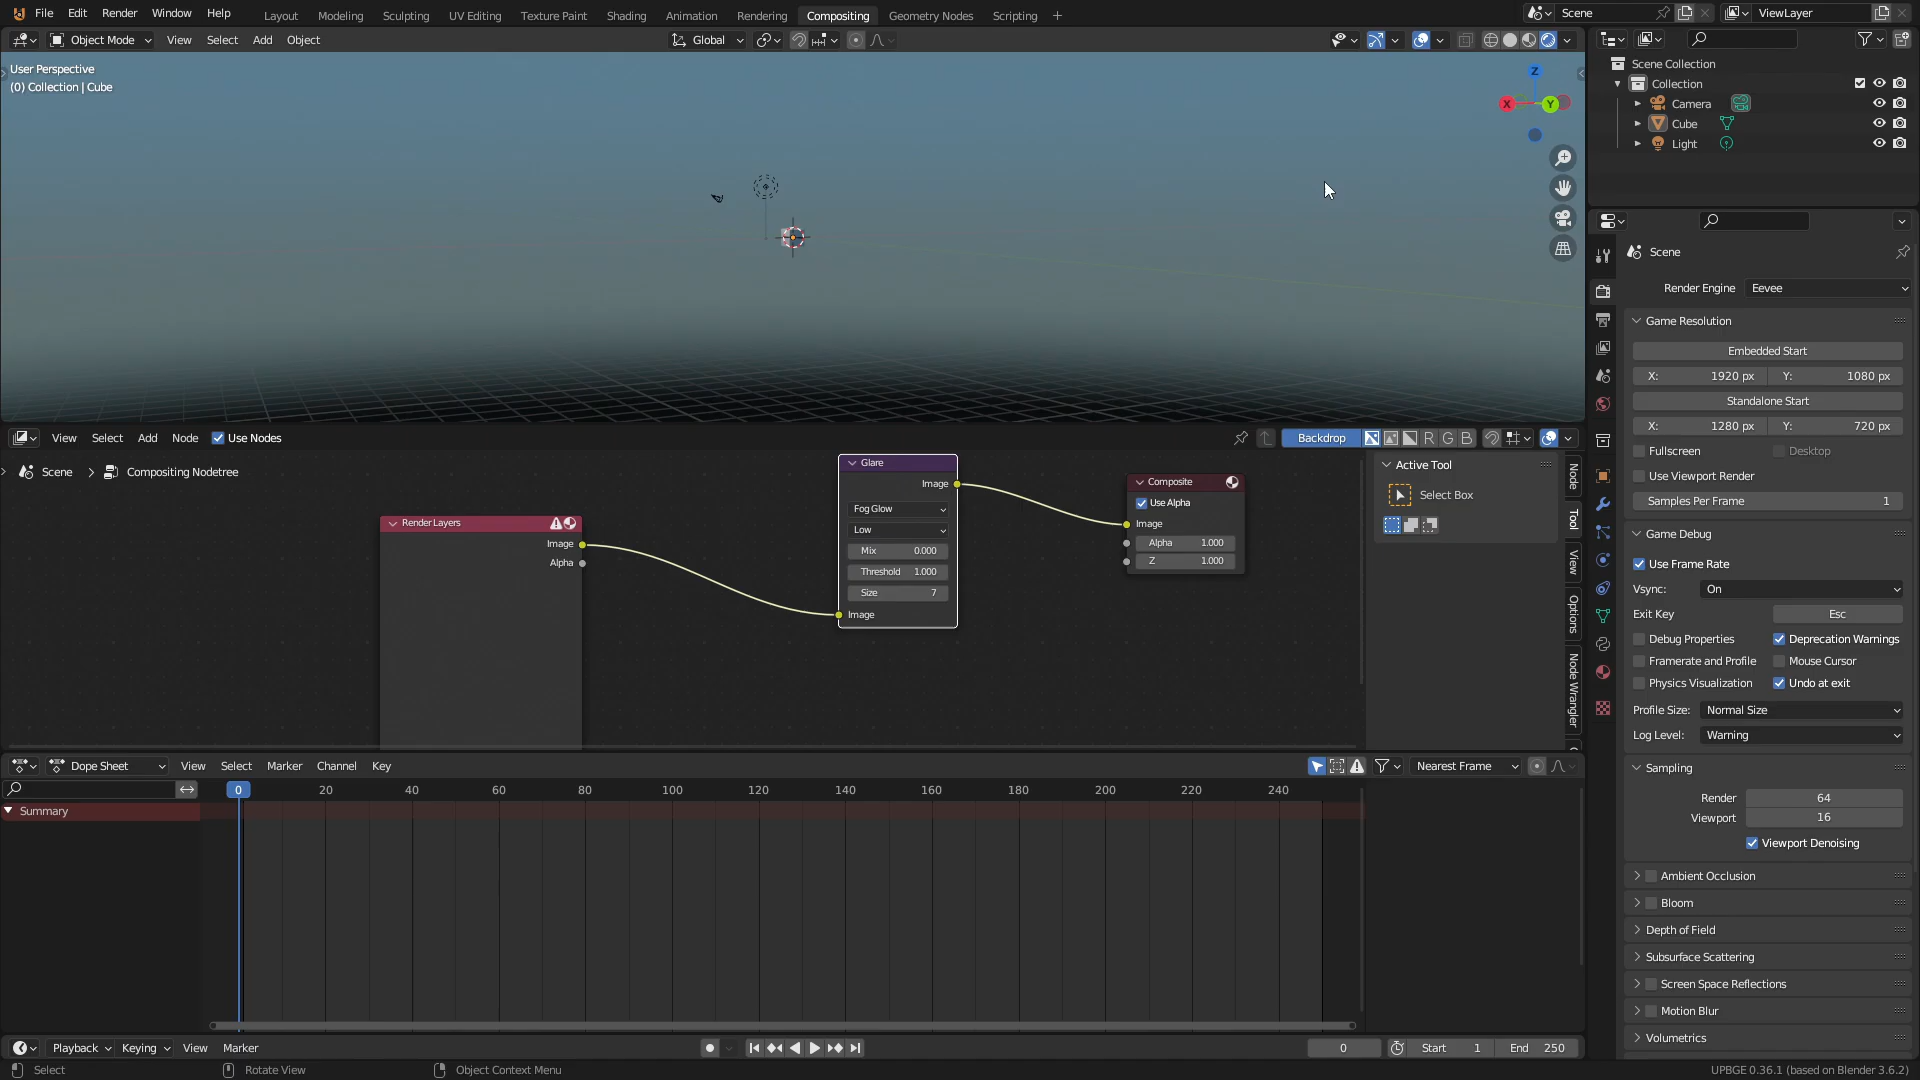 File Edit Render Window Help
Layout Modeling Sculpting UV Editing Texture Paint Shading Animation Rendering Compositing Geometry Nodes Scripting +
Scene
ViewLayer
Object Mode View Select Add Object
Global
User Perspective
(0) Collection | Cube
Z
X
Y
Scene Collection
Collection
Camera
Cube
Light
Scene
Render Engine Eevee
Game Resolution
Embedded Start
X: 1920 px Y: 1080 px
Standalone Start
X: 1280 px Y: 720 px
Fullscreen Desktop
Use Viewport Render
Samples Per Frame 1
Game Debug
Use Frame Rate
Vsync: On
Exit Key Esc
Debug Properties Deprecation Warnings
Framerate and Profile Mouse Cursor
Physics Visualization Undo at exit
Profile Size: Normal Size
Log Level: Warning
Sampling
Render 64
Viewport 16
Viewport Denoising
Ambient Occlusion
Bloom
Depth of Field
Subsurface Scattering
Screen Space Reflections
Motion Blur
Volumetrics
View Select Add Node Use Nodes
Backdrop R G B
Scene Compositing Nodetree
Render Layers
Image
Alpha
Glare
Image
Fog Glow
Low
Mix 0.000
Threshold 1.000
Size 7
Image
Composite
Use Alpha
Image
Alpha 1.000
Z 1.000
Active Tool
Select Box
Node
Tool
View
Options
Node Wrangler
Dope Sheet View Select Marker Channel Key
Nearest Frame
0 20 40 60 80 100 120 140 160 180 200 220 240
Summary
Playback Keying View Marker
0 Start 1 End 250
Select Rotate View Object Context Menu
UPBGE 0.36.1 (based on Blender 3.6.2)